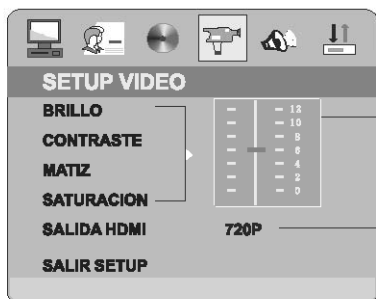 SETUP VIDEO
BRILLO
CONTRASTE
MATIZ
SATURACION
12
10
8
6
4
2
0
SALIDA HDMI 720P
SALIR SETUP